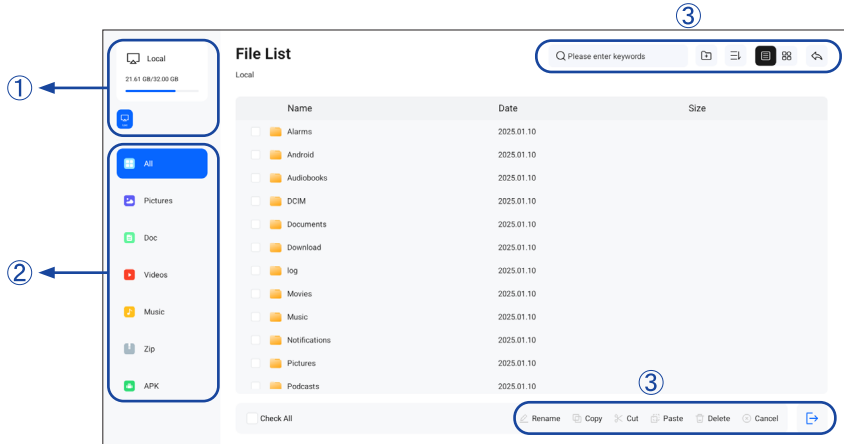 ③
Local
21.61 GB/32.00 GB
①
File List
Local
Please enter keywords
Name Date Size
Alarms 2025.01.10
Android 2025.01.10
Audiobooks 2025.01.10
DCIM 2025.01.10
Documents 2025.01.10
Download 2025.01.10
log 2025.01.10
Movies 2025.01.10
Music 2025.01.10
Notifications 2025.01.10
Pictures 2025.01.10
Podcasts 2025.01.10
②
All
Pictures
Doc
Videos
Music
Zip
APK
③
Check All
Rename Copy Cut Paste Delete Cancel